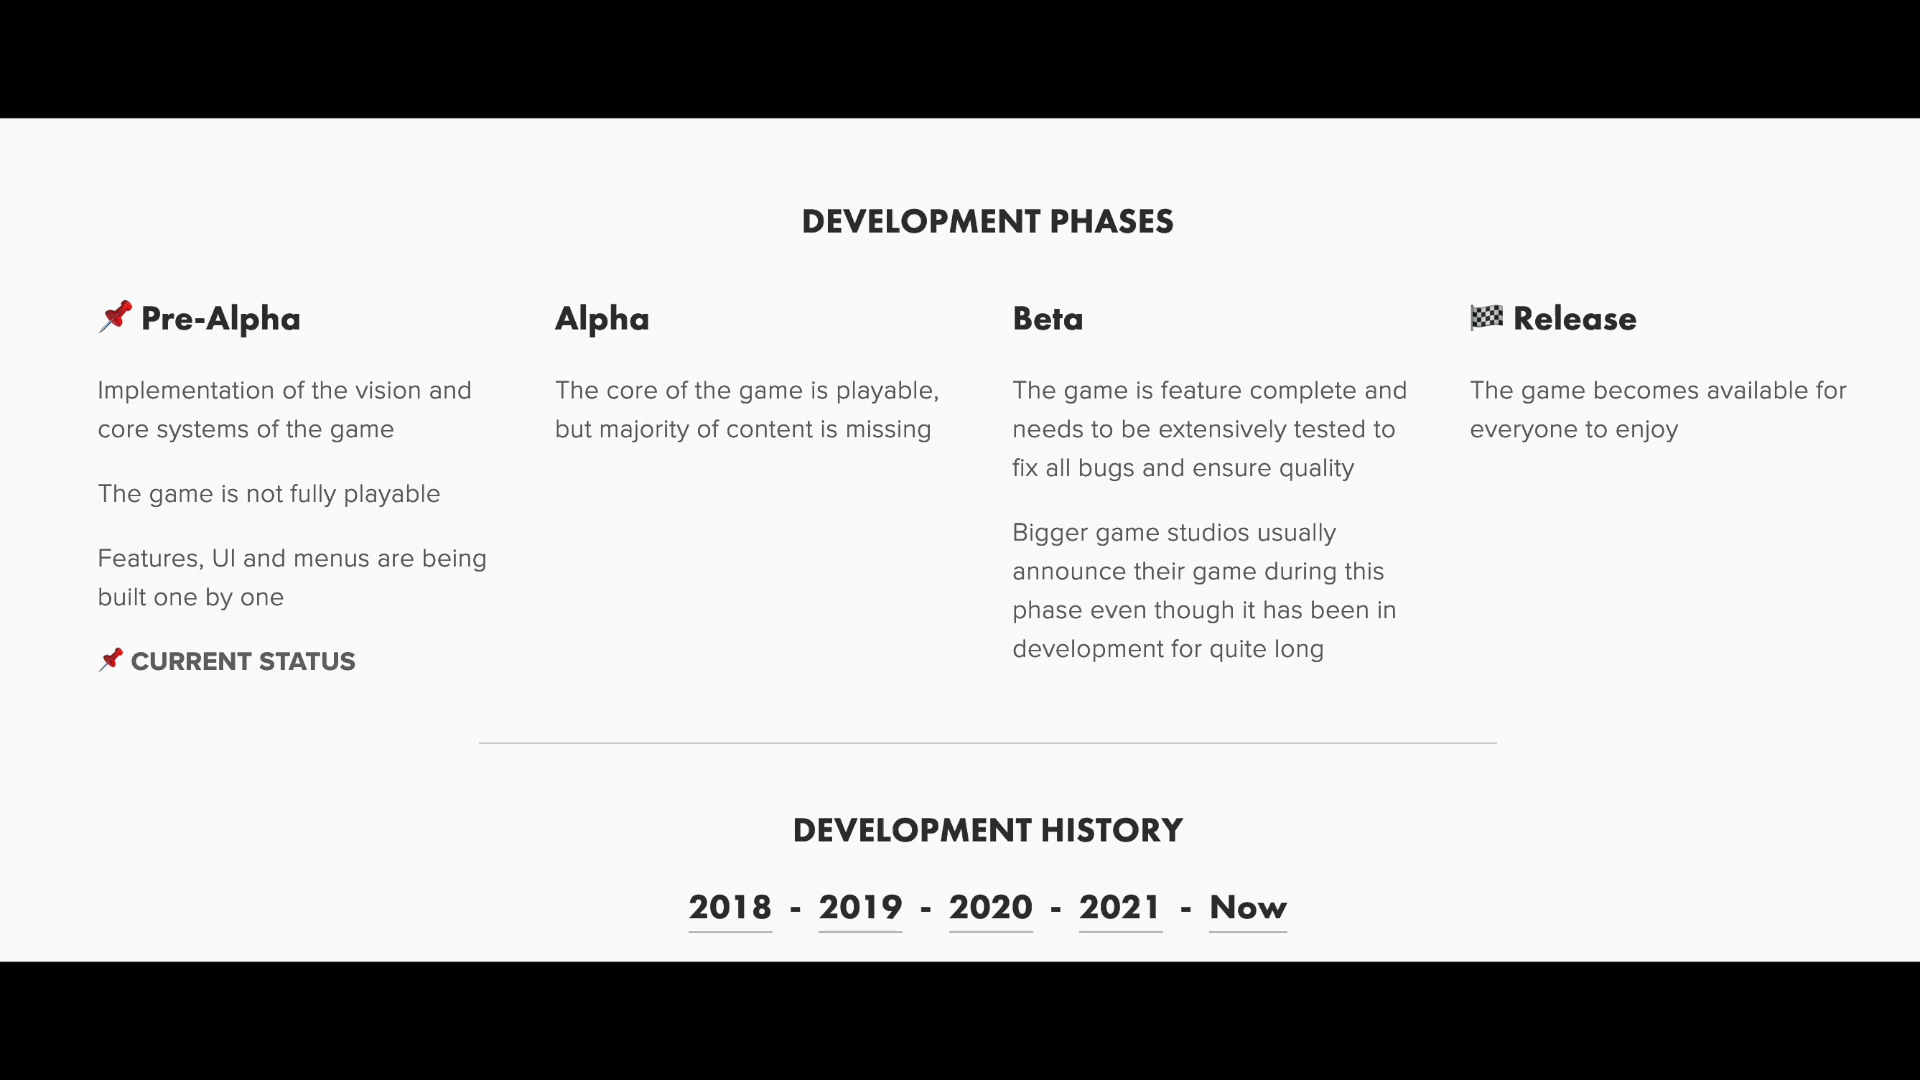 DEVELOPMENT PHASES
📌 Pre-Alpha
Implementation of the vision and
core systems of the game
The game is not fully playable
Features, UI and menus are being
built one by one
📌 CURRENT STATUS
Alpha
The core of the game is playable,
but majority of content is missing
Beta
The game is feature complete and
needs to be extensively tested to
fix all bugs and ensure quality
Bigger game studios usually
announce their game during this
phase even though it has been in
development for quite long
🏁 Release
The game becomes available for
everyone to enjoy
DEVELOPMENT HISTORY
2018 - 2019 - 2020 - 2021 - Now